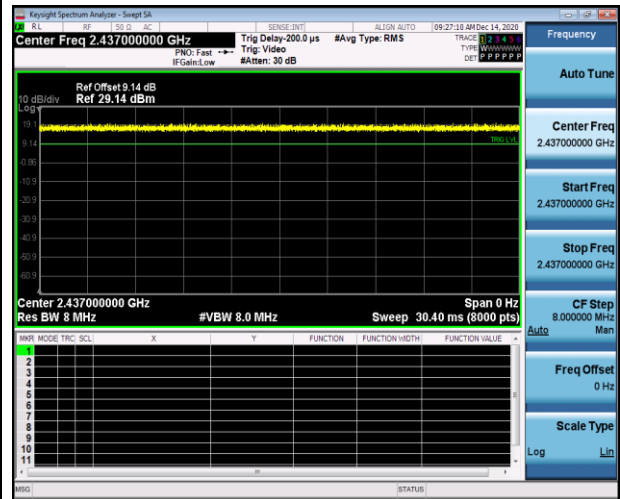 Keysight Spectrum Analyzer - Swept SA
RL RF 50 Ω AC SENSE:INT ALIGN AUTO 09:27:10 AM Dec 14, 2020
Center Freq 2.437000000 GHz
PNO: Fast
IFGain:Low
Trig Delay-200.0 µs
Trig: Video
#Atten: 30 dB
#Avg Type: RMS
TRACE 1 2 3 4 5 6
TYPE WWWWWW
DET P P P P P P
Ref Offset 9.14 dB
10 dB/div Ref 29.14 dBm
Log
19.1
9.14
TRIG LVL
-0.86
-10.9
-20.9
-30.9
-40.9
-50.9
-60.9
Center 2.437000000 GHz Span 0 Hz
Res BW 8 MHz #VBW 8.0 MHz Sweep 30.40 ms (8000 pts)
MKR MODE TRC SCL X Y FUNCTION FUNCTION WIDTH FUNCTION VALUE
1
2
3
4
5
6
7
8
9
10
11
MSG STATUS
Frequency
Auto Tune
Center Freq
2.437000000 GHz
Start Freq
2.437000000 GHz
Stop Freq
2.437000000 GHz
CF Step
8.000000 MHz
Auto Man
Freq Offset
0 Hz
Scale Type
Log Lin